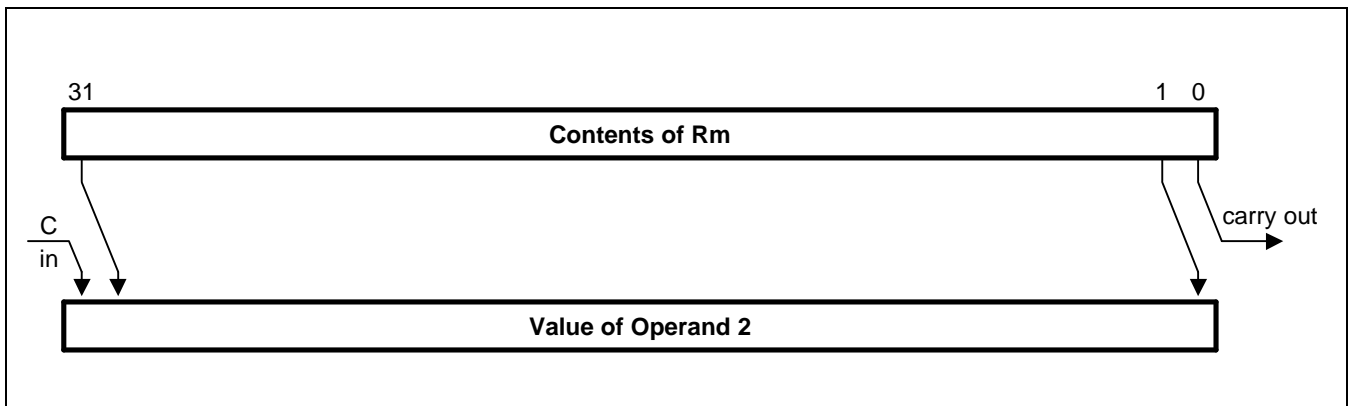 31
1 0
Contents of Rm
C
in
carry out
Value of Operand 2